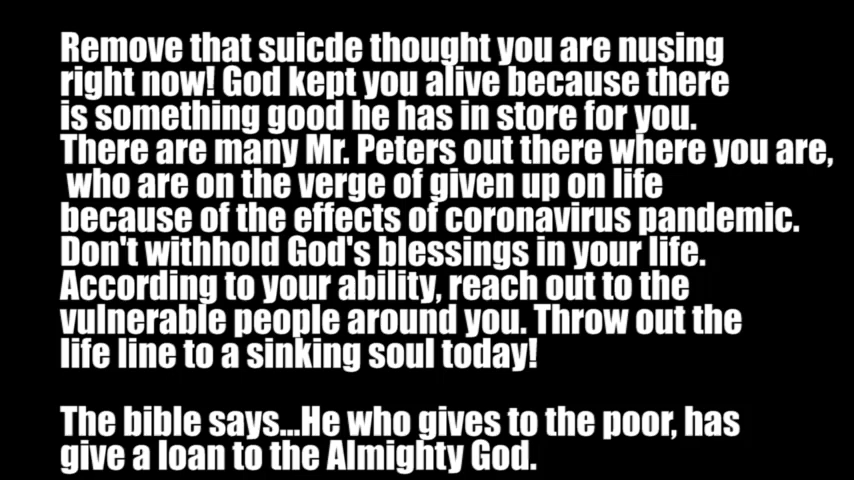 Remove that suicde thought you are nusing
right now! God kept you alive because there
is something good he has in store for you.
There are many Mr. Peters out there where you are,
who are on the verge of given up on life
because of the effects of coronavirus pandemic.
Don't withhold God's blessings in your life.
According to your ability, reach out to the
vulnerable people around you. Throw out the
life line to a sinking soul today!
The bible says...He who gives to the poor, has
give a loan to the Almighty God.